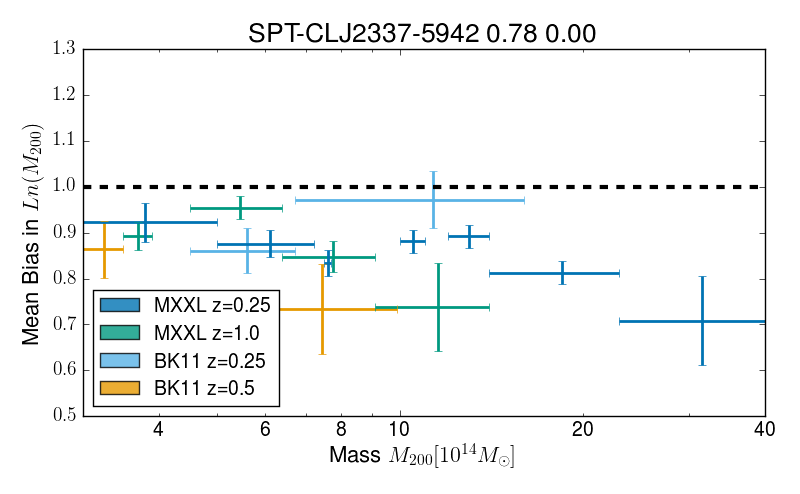 SPT-CLJ2337-5942 0.78 0.00
1.3
1.2
1.1
1.0
0.9
0.8
0.7
0.6
0.5
Mean Bias in Ln(M₂₀₀)
MXXL z=0.25
MXXL z=1.0
BK11 z=0.25
BK11 z=0.5
4 6 8 10 20 40
Mass M₂₀₀[10¹⁴M⊙]